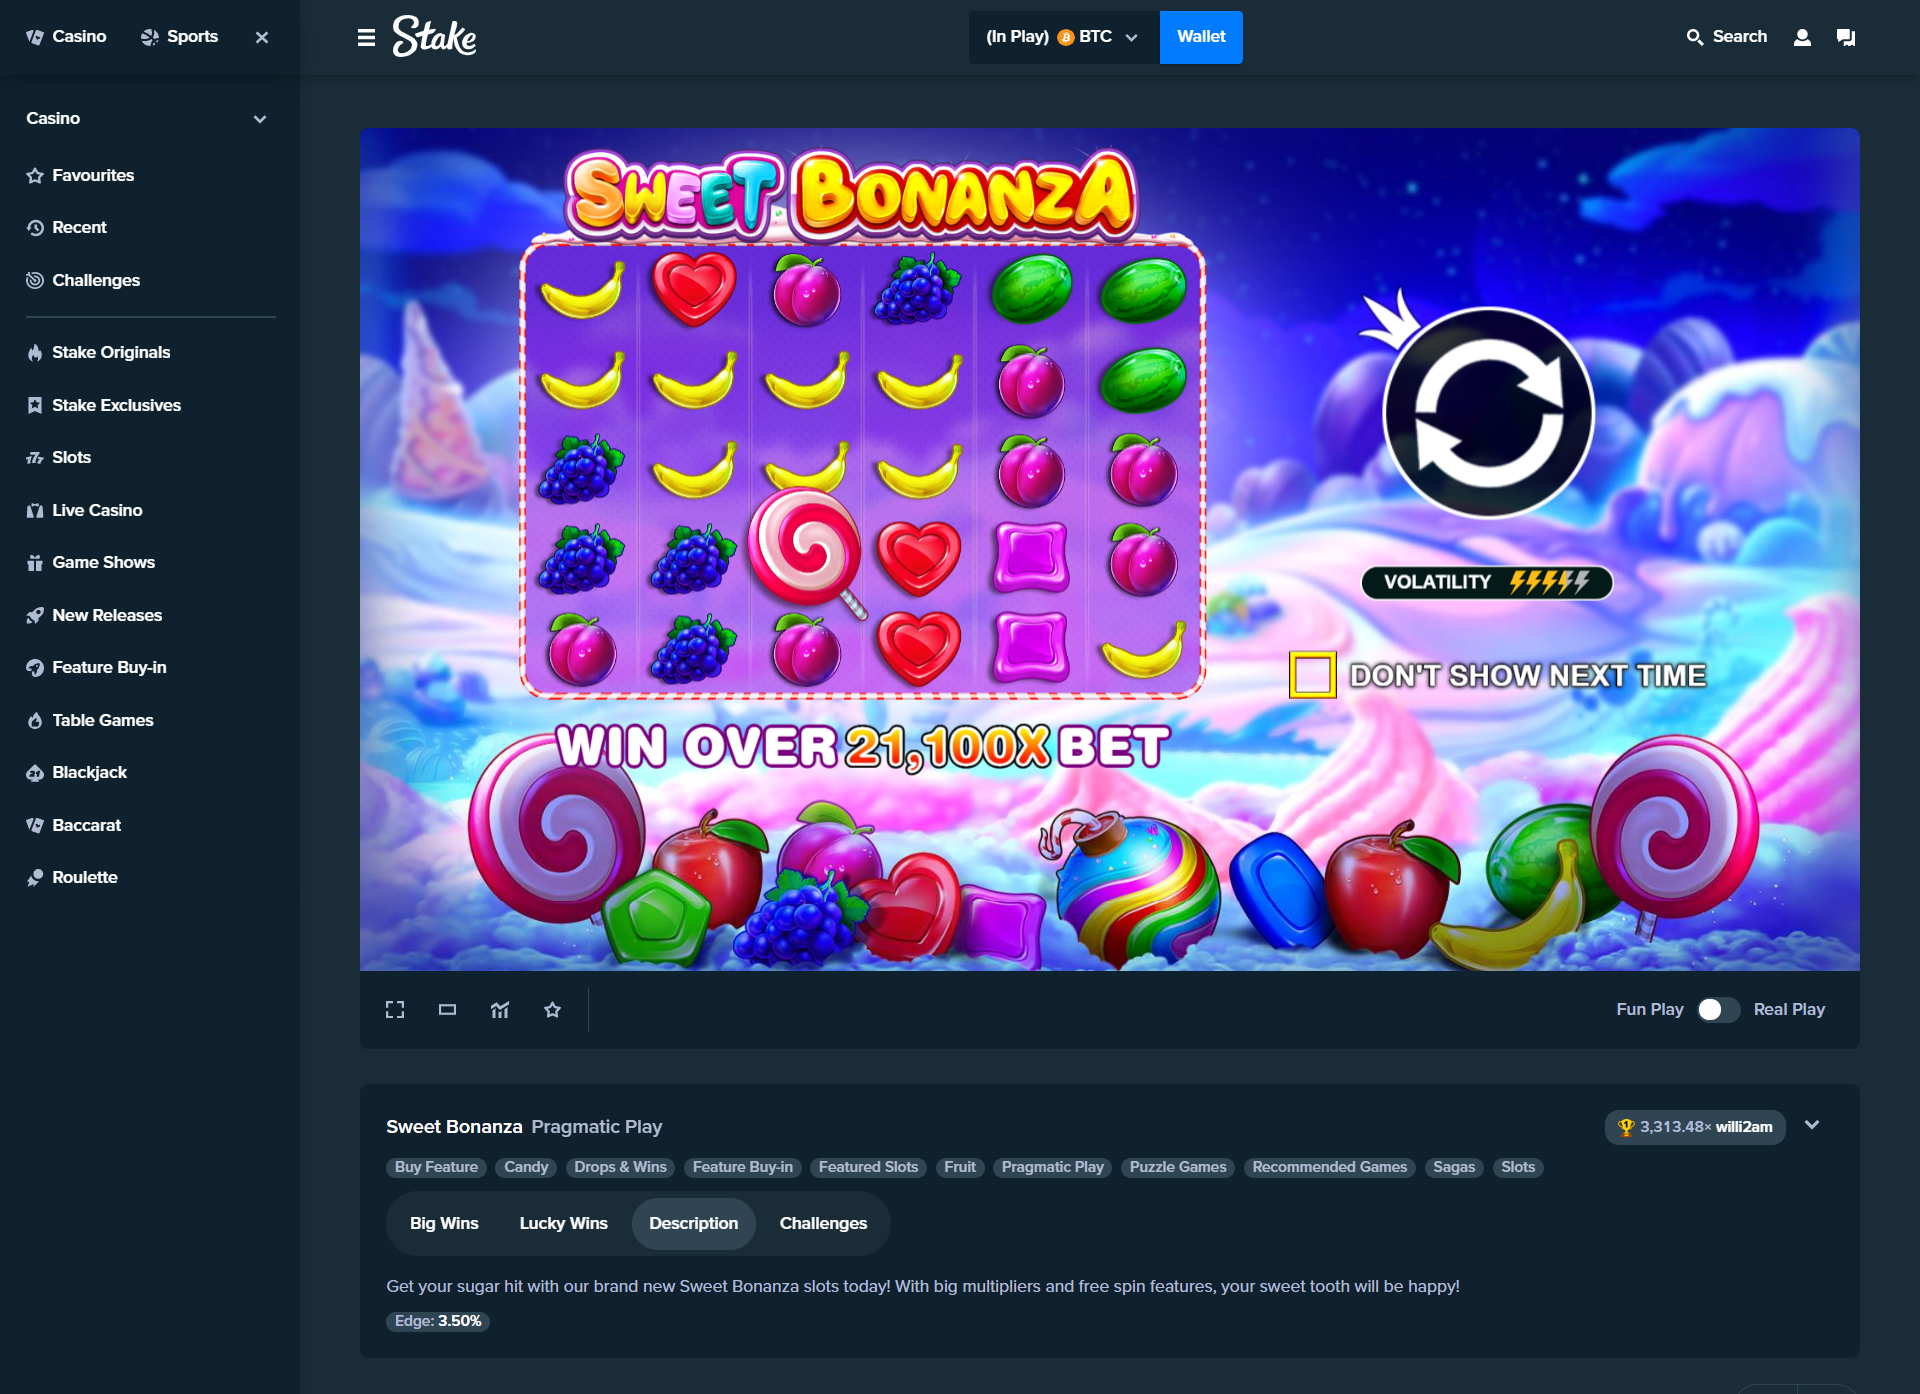 Casino Sports
Stake
(In Play) BTC Wallet
Search
Casino
Favourites
Recent
Challenges
Stake Originals
Stake Exclusives
Slots
Live Casino
Game Shows
New Releases
Feature Buy-in
Table Games
Blackjack
Baccarat
Roulette
SWEET BONANZA
VOLATILITY
DON'T SHOW NEXT TIME
WIN OVER 21,100X BET
Fun Play Real Play
Sweet Bonanza Pragmatic Play
3,313.48× willi2am
Buy Feature Candy Drops & Wins Feature Buy-in Featured Slots Fruit Pragmatic Play Puzzle Games Recommended Games Sagas Slots
Big Wins Lucky Wins Description Challenges
Get your sugar hit with our brand new Sweet Bonanza slots today! With big multipliers and free spin features, your sweet tooth will be happy!
Edge: 3.50%